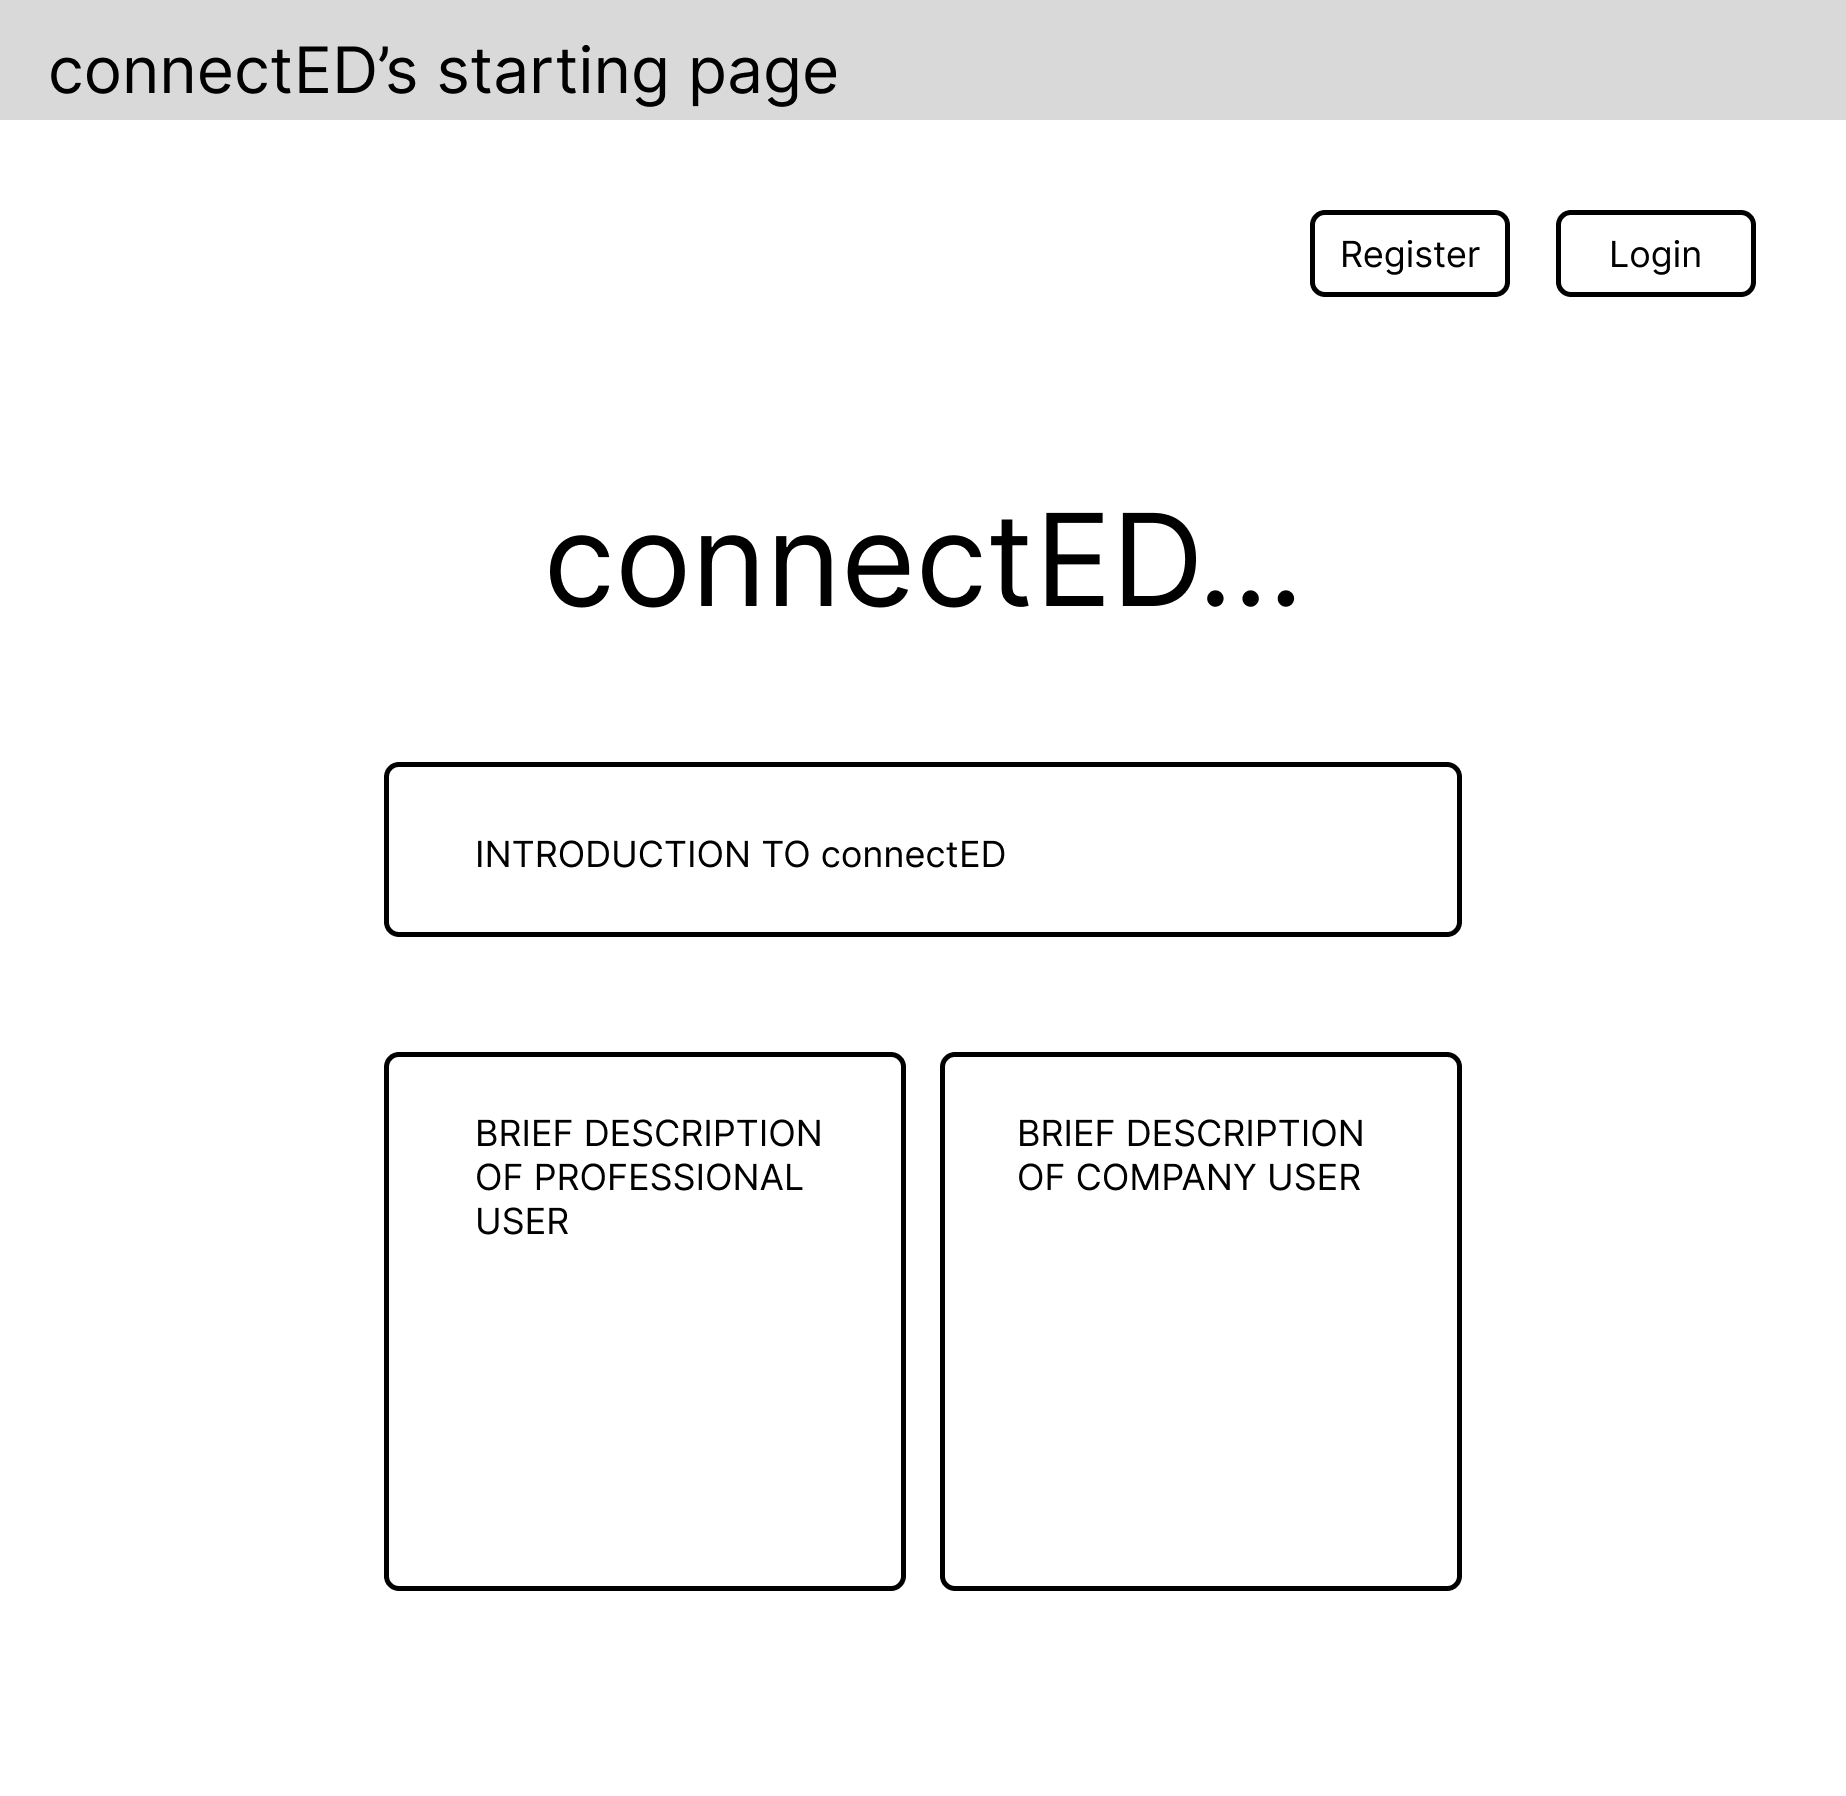 connectED’s starting page
Register
Login
connectED...
INTRODUCTION TO connectED
BRIEF DESCRIPTION
OF PROFESSIONAL
USER
BRIEF DESCRIPTION
OF COMPANY USER